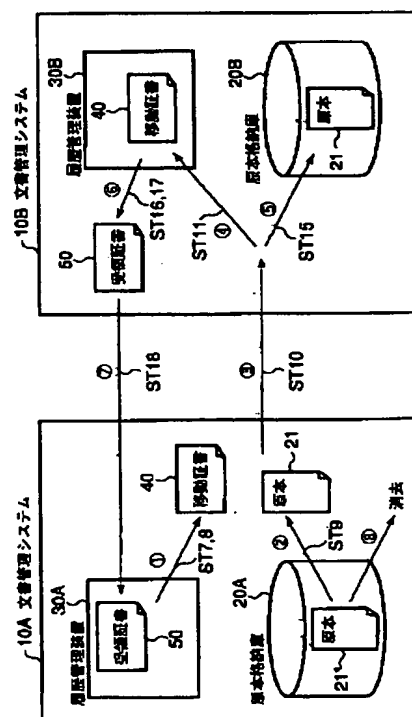 10A 文書管理システム
30A
履歴管理装置
受領証書
50
①
ST7,8
40
移動証書
20A
原本格納庫
原本
21'
②
ST9
21
原本
⑧
消去
⑦
ST18
③
ST10
10B 文書管理システム
30B
履歴管理装置
40
移動証書
60
受領証書
⑥
ST16,17
ST11
④
⑤
ST15
20B
原本格納庫
原本
21